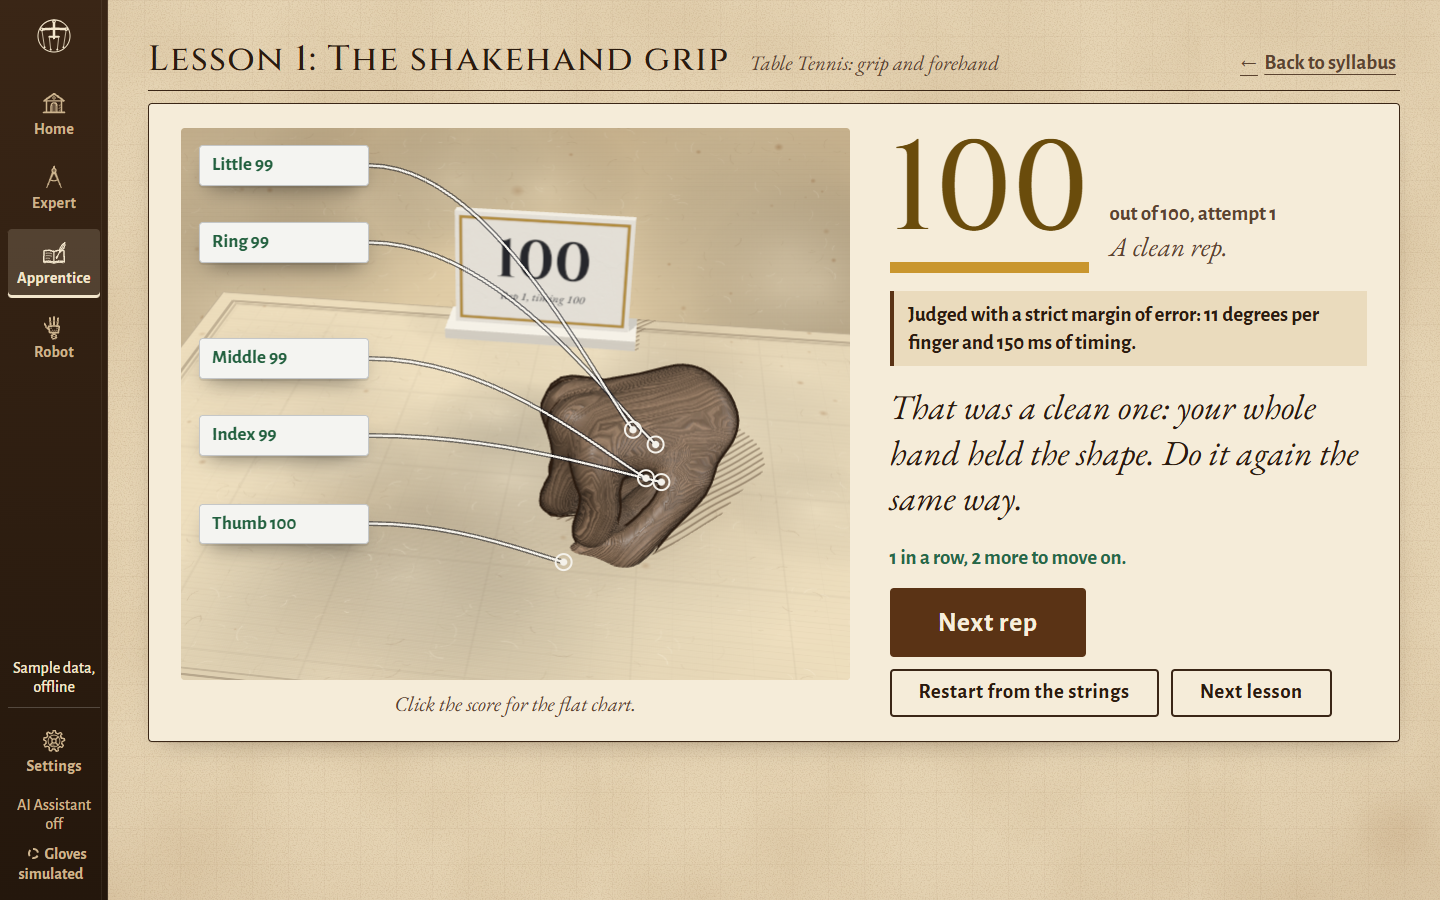 Lesson 1: The shakehand grip
Table Tennis: grip and forehand
← Back to syllabus
Home
Expert
Apprentice
Robot
Sample data,
offline
Settings
AI Assistant
off
Gloves
simulated
Little 99
Ring 99
Middle 99
Index 99
Thumb 100
100
Rep 1, timing 100
Click the score for the flat chart.
100
out of 100, attempt 1
A clean rep.
Judged with a strict margin of error: 11 degrees per
finger and 150 ms of timing.
That was a clean one: your whole
hand held the shape. Do it again the
same way.
1 in a row, 2 more to move on.
Next rep
Restart from the strings
Next lesson